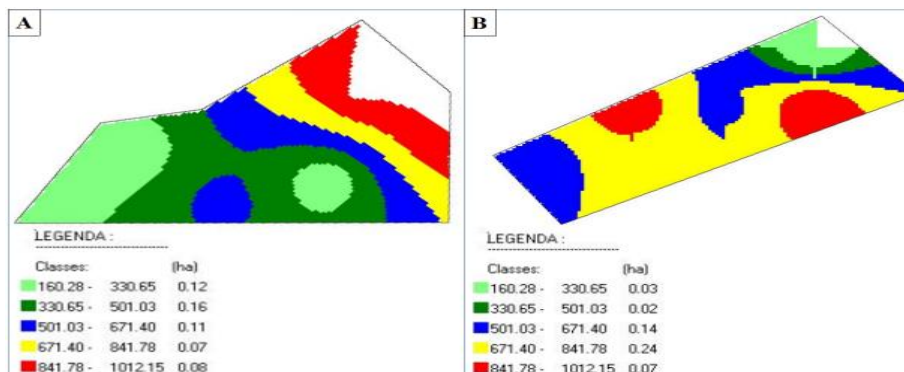 A
LEGENDA :
Classes: (ha)
160.28 - 330.65 0.12
330.65 - 501.03 0.16
501.03 - 671.40 0.11
671.40 - 841.78 0.07
841.78 - 1012.15 0.08
B
LEGENDA :
Classes: (ha)
160.28 - 330.65 0.03
330.65 - 501.03 0.02
501.03 - 671.40 0.14
671.40 - 841.78 0.24
841.78 - 1012.15 0.07